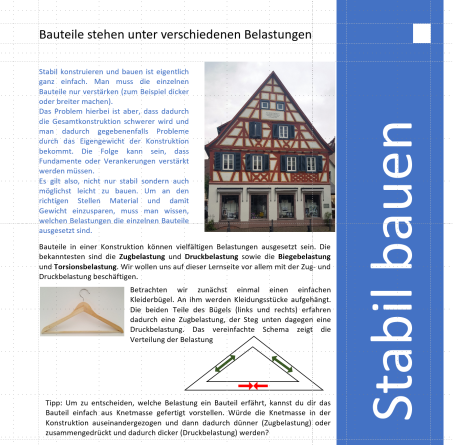 Bauteile stehen unter verschiedenen Belastungen
Stabil konstruieren und bauen ist eigentlich
ganz einfach. Man muss die einzelnen
Bauteile nur verstärken (zum Beispiel dicker
oder breiter machen).
Das Problem hierbei ist aber, dass dadurch
die Gesamtkonstruktion schwerer wird und
man dadurch gegebenenfalls Probleme
durch das Eigengewicht der Konstruktion
bekommt. Die Folge kann sein, dass
Fundamente oder Verankerungen verstärkt
werden müssen.
Es gilt also, nicht nur stabil sondern auch
möglichst leicht zu bauen. Um an den
richtigen Stellen Material und damit
Gewicht einzusparen, muss man wissen,
welchen Belastungen die einzelnen Bauteile
ausgesetzt sind.
Bauteile in einer Konstruktion können vielfältigen Belastungen ausgesetzt sein. Die
bekanntesten sind die Zugbelastung und Druckbelastung sowie die Biegebelastung
und Torsionsbelastung. Wir wollen uns auf dieser Lernseite vor allem mit der Zug- und
Druckbelastung beschäftigen.
Betrachten wir zunächst einmal einen einfachen
Kleiderbügel. An ihm werden Kleidungsstücke aufgehängt.
Die beiden Teile des Bügels (links und rechts) erfahren
dadurch eine Zugbelastung, der Steg unten dagegen eine
Druckbelastung. Das vereinfachte Schema zeigt die
Verteilung der Belastung
Tipp: Um zu entscheiden, welche Belastung ein Bauteil erfährt, kannst du dir das
Bauteil einfach aus Knetmasse gefertigt vorstellen. Würde die Knetmasse in der
Konstruktion auseinandergezogen und dann dadurch dünner (Zugbelastung) oder
zusammengedrückt und dadurch dicker (Druckbelastung) werden?
Stabil bauen